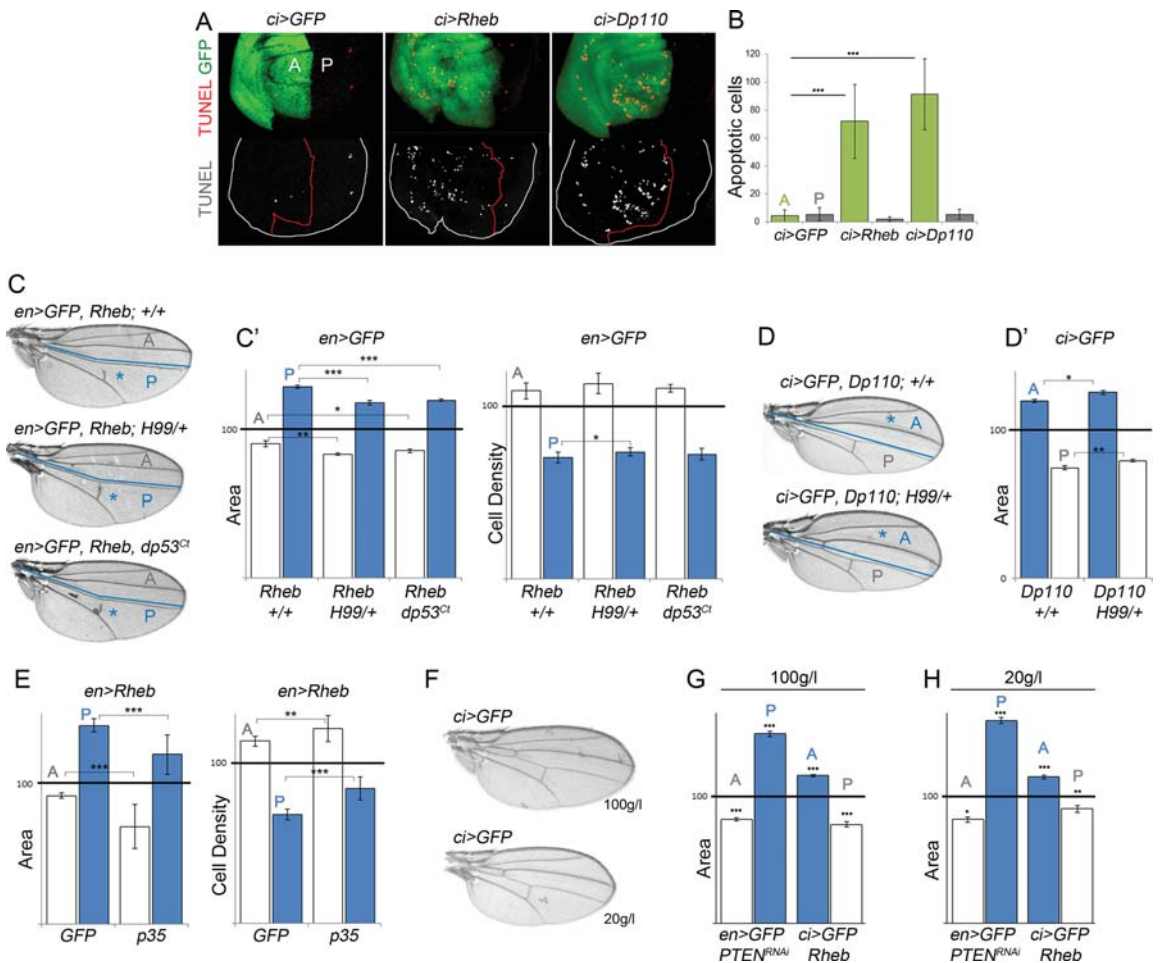 A
ci>GFP
ci>Rheb
ci>Dp110
TUNEL GFP
A P
TUNEL
B
Apoptotic cells
120
100
80
60
40
20
0
***
***
A
P
ci>GFP
ci>Rheb
ci>Dp110
C
en>GFP, Rheb; +/+
A
* P
en>GFP, Rheb; H99/+
A
* P
en>GFP, Rheb, dp53Ct
A
* P
C'
en>GFP
Area
100
A
P
***
***
*
**
Rheb
+/+
Rheb
H99/+
Rheb
dp53Ct
en>GFP
Cell Density
100
A
P
*
Rheb
+/+
Rheb
H99/+
Rheb
dp53Ct
D
ci>GFP, Dp110; +/+
* A
P
ci>GFP, Dp110; H99/+
* A
P
D'
ci>GFP
100
0
A
P
*
**
Dp110
+/+
Dp110
H99/+
E
en>Rheb
Area
100
A
P
***
***
GFP
p35
en>Rheb
Cell Density
100
A
P
**
***
GFP
p35
F
ci>GFP
100g/l
ci>GFP
20g/l
G
100g/l
Area
100
A
P
A
P
***
***
***
***
en>GFP
PTENRNAi
ci>GFP
Rheb
H
20g/l
Area
100
A
P
A
P
*
***
***
**
en>GFP
PTENRNAi
ci>GFP
Rheb